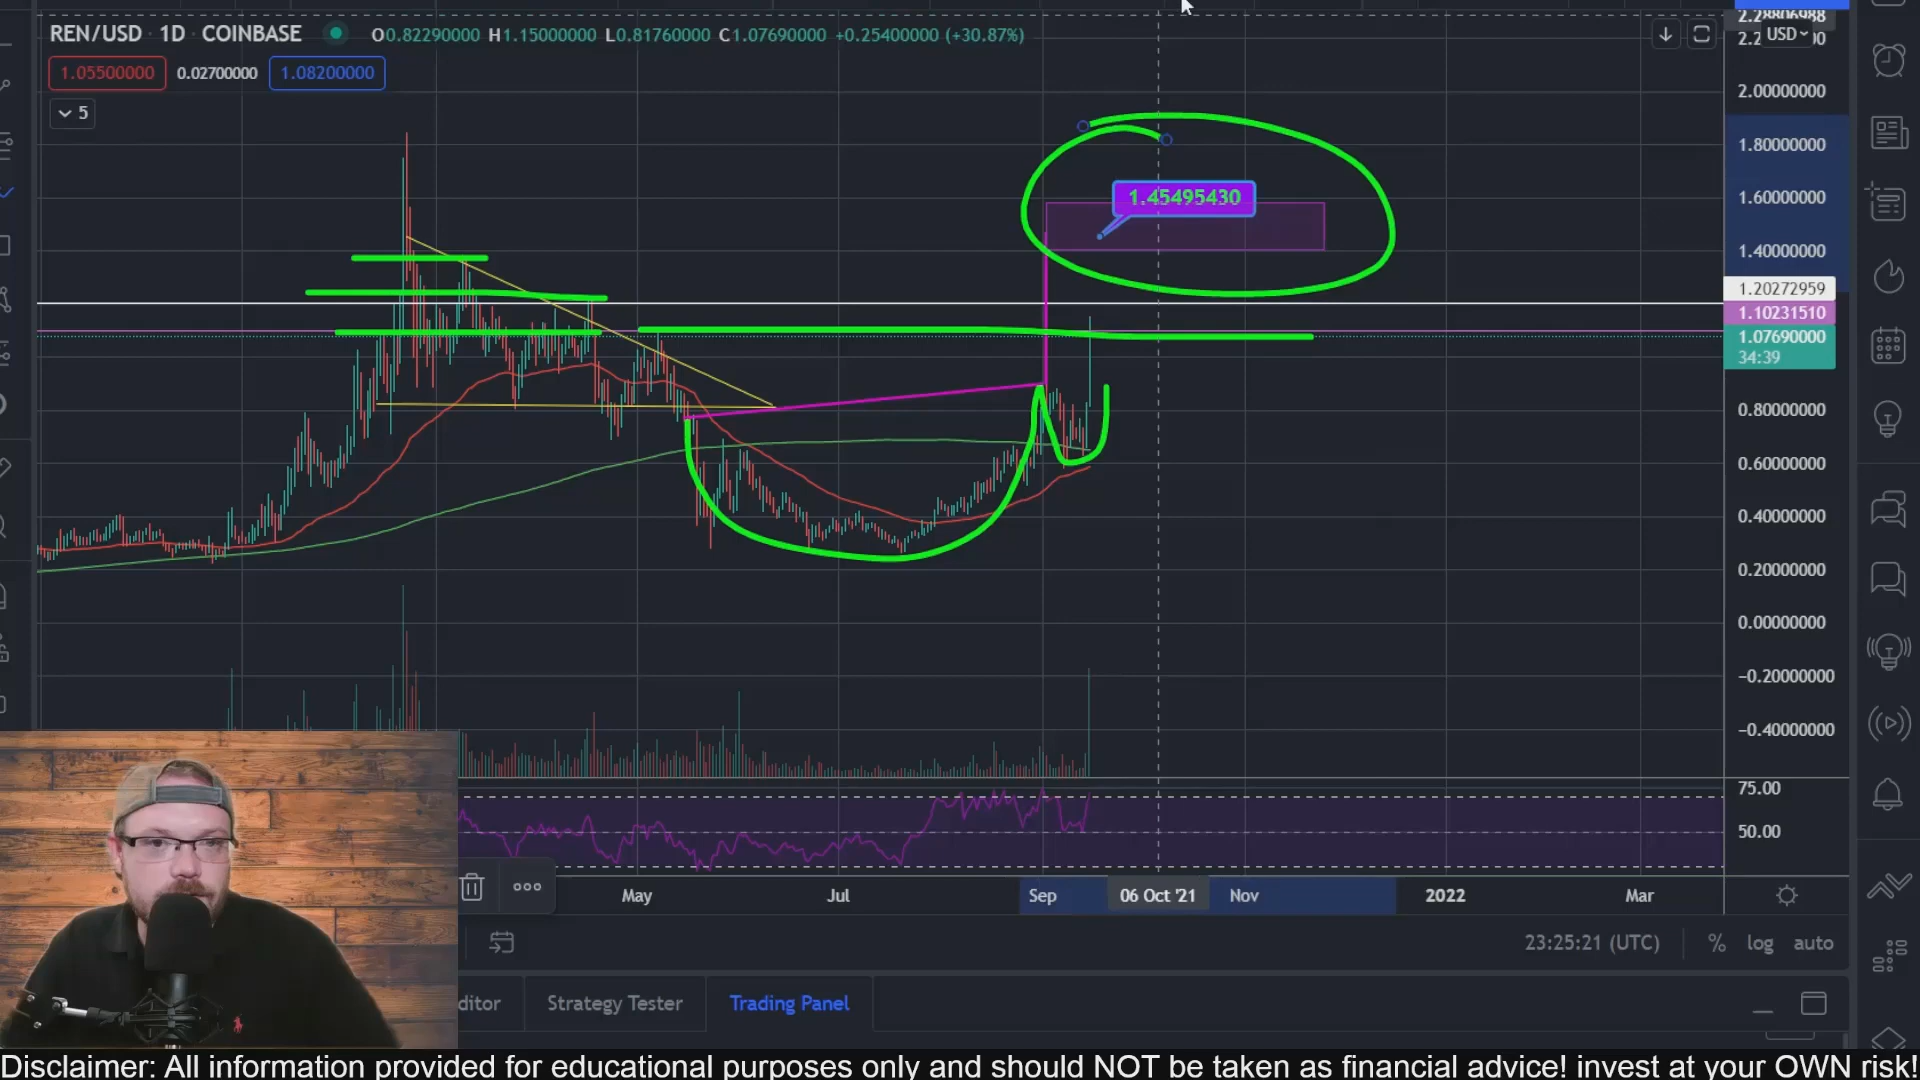 REN/USD · 1D · COINBASE
O0.82290000 H1.15000000 L0.81760000 C1.07690000 +0.25400000 (+30.87%)
1.05500000 0.02700000 1.08200000
5
USD
2.00000000
1.80000000
1.60000000
1.40000000
1.20272959
1.10231510
1.07690000
34:39
0.80000000
0.60000000
0.40000000
0.20000000
0.00000000
−0.20000000
−0.40000000
75.00
50.00
1.45495430
May Jul Sep 06 Oct '21 Nov 2022 Mar
23:25:21 (UTC) % log auto
ditor Strategy Tester Trading Panel
Disclaimer: All information provided for educational purposes only and should NOT be taken as financial advice! invest at your OWN risk!